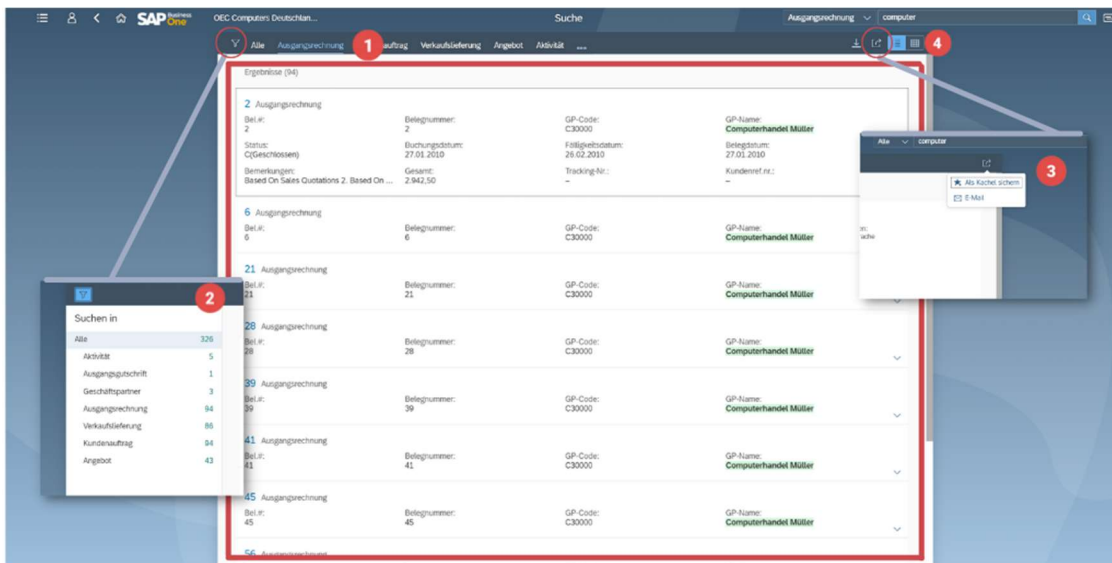 SAP Business One OEC Computers Deutschlan... Suche Ausgangsrechnung computer
Alle Ausgangsrechnung 1 auftrag Verkaufslieferung Angebot Aktivität ... 4
Ergebnisse (94)
2 Ausgangsrechnung
Bel.#: Belegnummer: GP-Code: GP-Name:
2 2 C30000 Computerhandel Müller
Status: Buchungsdatum: Fälligkeitsdatum: Belegdatum:
C(Geschlossen) 27.01.2010 26.02.2010 27.01.2010
Bemerkungen: Gesamt: Tracking-Nr.: Kundenref.nr.:
Based On Sales Quotations 2. Based On ... 2.942,50 – –
6 Ausgangsrechnung
Bel.#: Belegnummer: GP-Code: GP-Name:
6 6 C30000 Computerhandel Müller
21 Ausgangsrechnung
Bel.#: Belegnummer: GP-Code: GP-Name:
21 21 C30000 Computerhandel Müller
28 Ausgangsrechnung
Bel.#: Belegnummer: GP-Code: GP-Name:
28 28 C30000 Computerhandel Müller
39 Ausgangsrechnung
Bel.#: Belegnummer: GP-Code: GP-Name:
39 39 C30000 Computerhandel Müller
41 Ausgangsrechnung
Bel.#: Belegnummer: GP-Code: GP-Name:
41 41 C30000 Computerhandel Müller
45 Ausgangsrechnung
Bel.#: Belegnummer: GP-Code: GP-Name:
45 45 C30000 Computerhandel Müller
56 Ausgangsrechnung
2
Suchen in
Alle 326
Aktivität 5
Ausgangsgutschrift 1
Geschäftspartner 3
Ausgangsrechnung 94
Verkaufslieferung 86
Kundenauftrag 94
Angebot 43
Alle computer
3
Als Kachel sichern
E-Mail